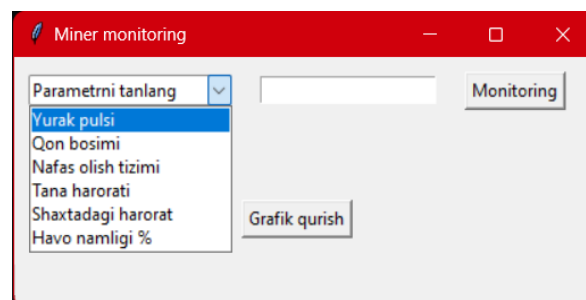 Miner monitoring
Parametrni tanlang
Monitoring
Yurak pulsi
Qon bosimi
Nafas olish tizimi
Tana harorati
Shaxtadagi harorat
Havo namligi %
Grafik qurish